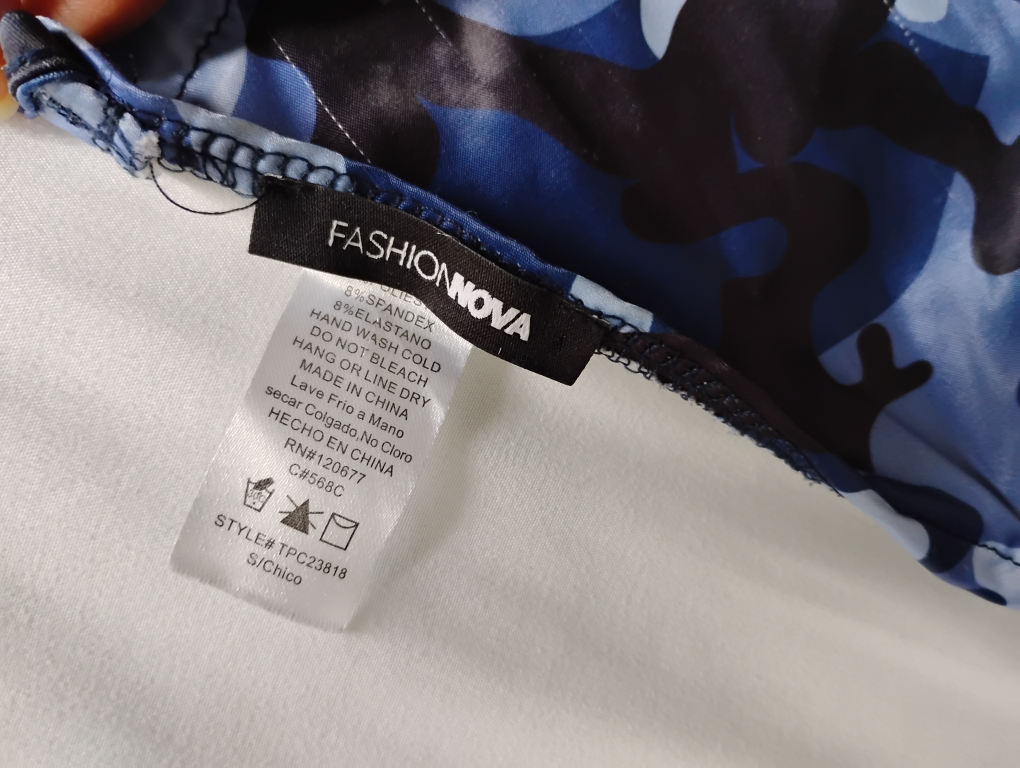 FASHIONNOVA
8%SPANDEX
8%ELASTANO
HAND WASH COLD
DO NOT BLEACH
HANG OR LINE DRY
MADE IN CHINA
Lave Frio a Mano
secar Colgado,No Cloro
HECHO EN CHINA
RN#120677
C#568C
STYLE# TPC23818
S/Chico